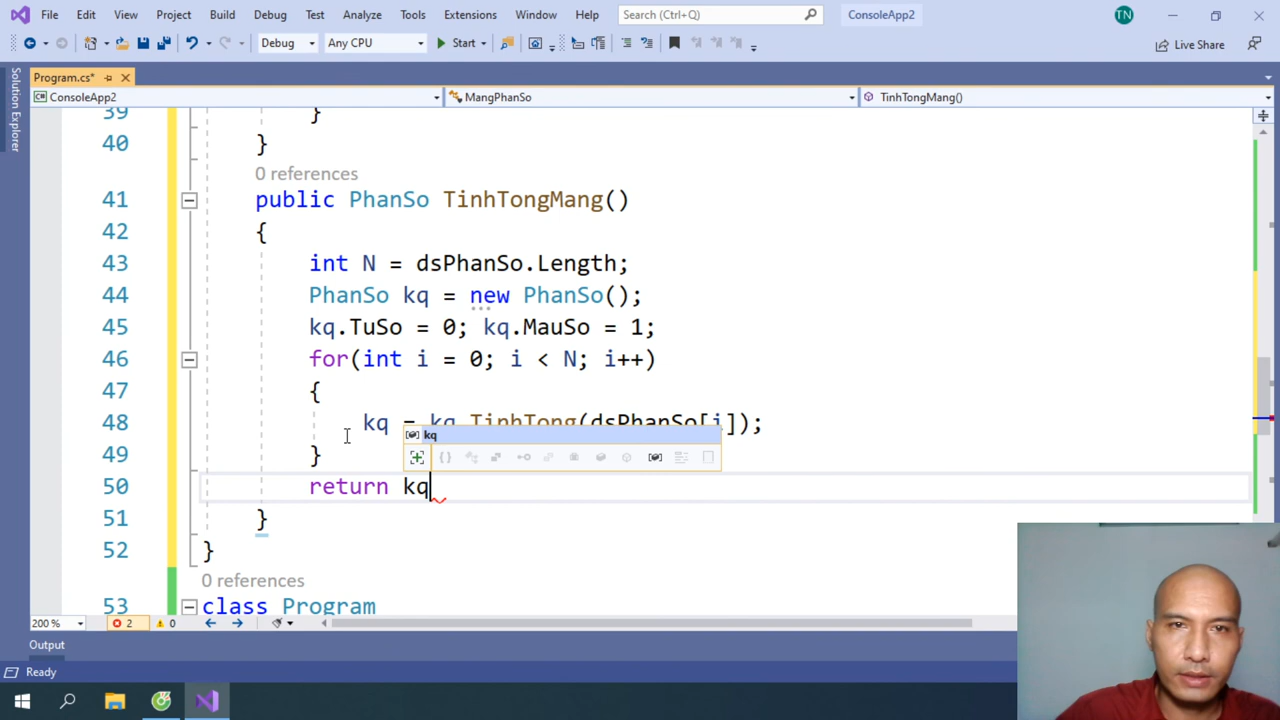 File Edit View Project Build Debug Test Analyze Tools Extensions Window Help Search (Ctrl+Q) ConsoleApp2 TN
Debug Any CPU Start Live Share
Program.cs*
Solution Explorer
ConsoleApp2 MangPhanSo TinhTongMang()
39 }
40 }
0 references
41 public PhanSo TinhTongMang()
42 {
43 int N = dsPhanSo.Length;
44 PhanSo kq = new PhanSo();
45 kq.TuSo = 0; kq.MauSo = 1;
46 for(int i = 0; i < N; i++)
47 {
48 kq = kq.TinhTong(dsPhanSo[i]);
kq
49 }
50 return kq
51 }
52 }
0 references
53 class Program
200 % 2 0
Output
Ready